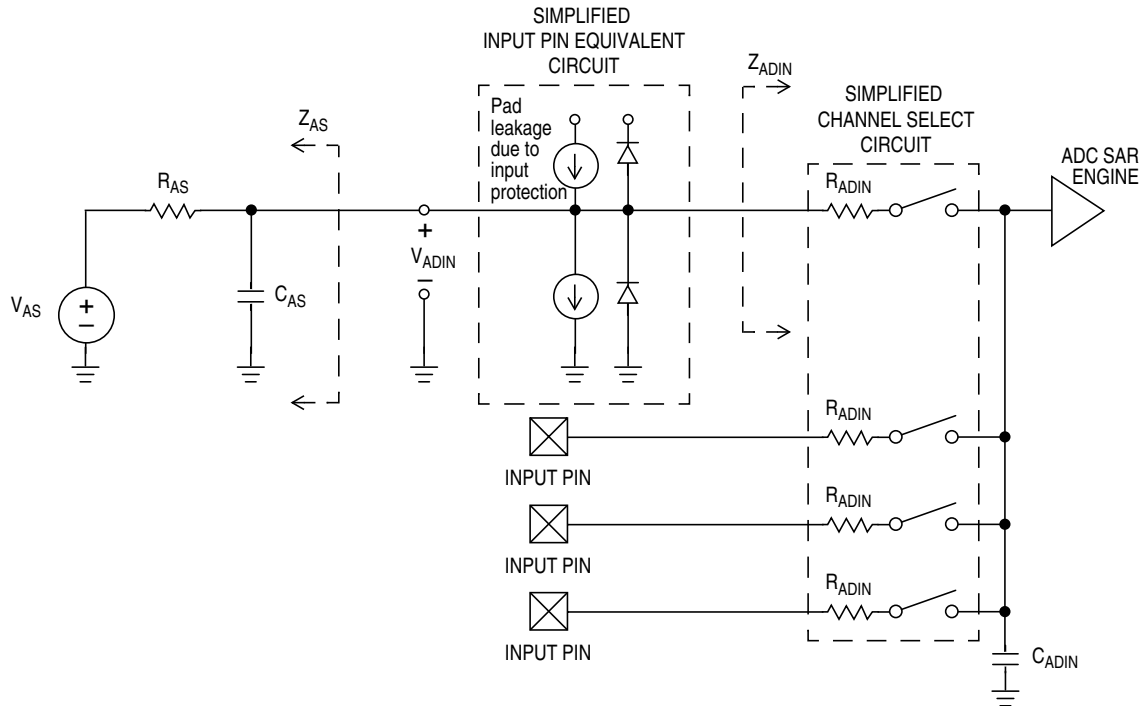 SIMPLIFIED
INPUT PIN EQUIVALENT
CIRCUIT
Z_ADIN
SIMPLIFIED
CHANNEL SELECT
CIRCUIT
Pad
leakage
due to
input
protection
Z_AS
R_AS
R_ADIN
ADC SAR
ENGINE
+
V_ADIN
–
C_AS
V_AS
+
–
R_ADIN
INPUT PIN
R_ADIN
INPUT PIN
R_ADIN
INPUT PIN
C_ADIN